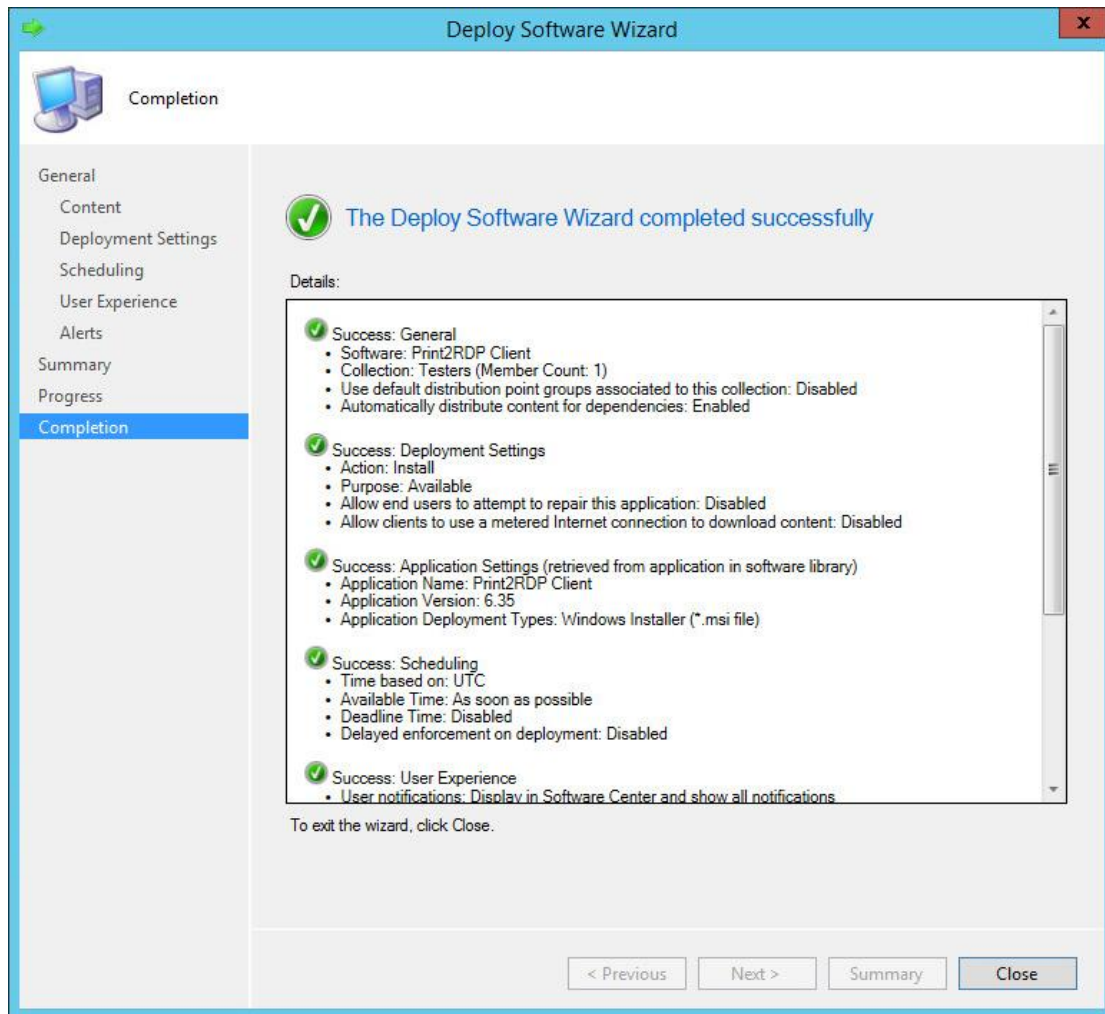 Deploy Software Wizard
x
Completion
General
Content
Deployment Settings
Scheduling
User Experience
Alerts
Summary
Progress
Completion
The Deploy Software Wizard completed successfully
Details:
Success: General
• Software: Print2RDP Client
• Collection: Testers (Member Count: 1)
• Use default distribution point groups associated to this collection: Disabled
• Automatically distribute content for dependencies: Enabled
Success: Deployment Settings
• Action: Install
• Purpose: Available
• Allow end users to attempt to repair this application: Disabled
• Allow clients to use a metered Internet connection to download content: Disabled
Success: Application Settings (retrieved from application in software library)
• Application Name: Print2RDP Client
• Application Version: 6.35
• Application Deployment Types: Windows Installer (*.msi file)
Success: Scheduling
• Time based on: UTC
• Available Time: As soon as possible
• Deadline Time: Disabled
• Delayed enforcement on deployment: Disabled
Success: User Experience
• User notifications: Display in Software Center and show all notifications
To exit the wizard, click Close.
< Previous
Next >
Summary
Close